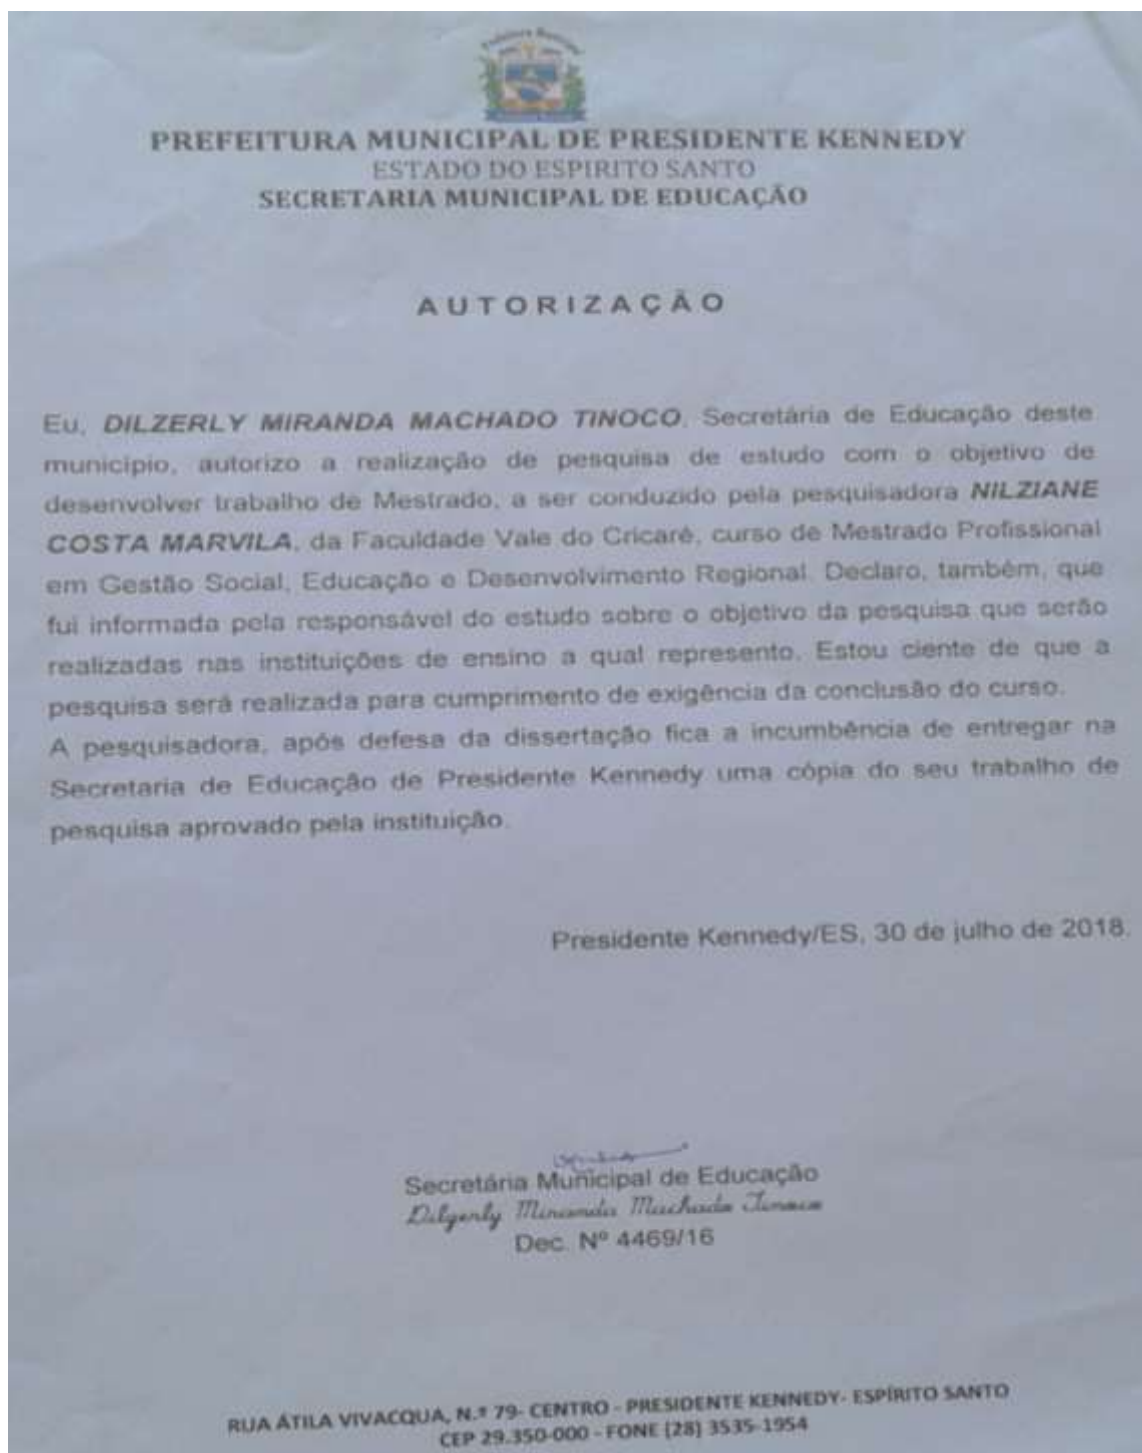 Prefeitura Municipal
PREFEITURA MUNICIPAL DE PRESIDENTE KENNEDY
ESTADO DO ESPIRITO SANTO
SECRETARIA MUNICIPAL DE EDUCAÇÃO
AUTORIZAÇÃO
Eu, DILZERLY MIRANDA MACHADO TINOCO, Secretária de Educação deste
município, autorizo a realização de pesquisa de estudo com o objetivo de
desenvolver trabalho de Mestrado, a ser conduzido pela pesquisadora NILZIANE
COSTA MARVILA, da Faculdade Vale do Cricaré, curso de Mestrado Profissional
em Gestão Social, Educação e Desenvolvimento Regional. Declaro, também, que
fui informada pela responsável do estudo sobre o objetivo da pesquisa que serão
realizadas nas instituições de ensino a qual represento. Estou ciente de que a
pesquisa será realizada para cumprimento de exigência da conclusão do curso.
A pesquisadora, após defesa da dissertação fica a incumbência de entregar na
Secretaria de Educação de Presidente Kennedy uma cópia do seu trabalho de
pesquisa aprovado pela instituição.
Presidente Kennedy/ES, 30 de julho de 2018.
Secretária Municipal de Educação
Dilzerly Miranda Machado Tinoco
Dec. Nº 4469/16
RUA ÁTILA VIVACQUA, N.º 79- CENTRO - PRESIDENTE KENNEDY- ESPÍRITO SANTO
CEP 29.350-000 - FONE (28) 3535-1954